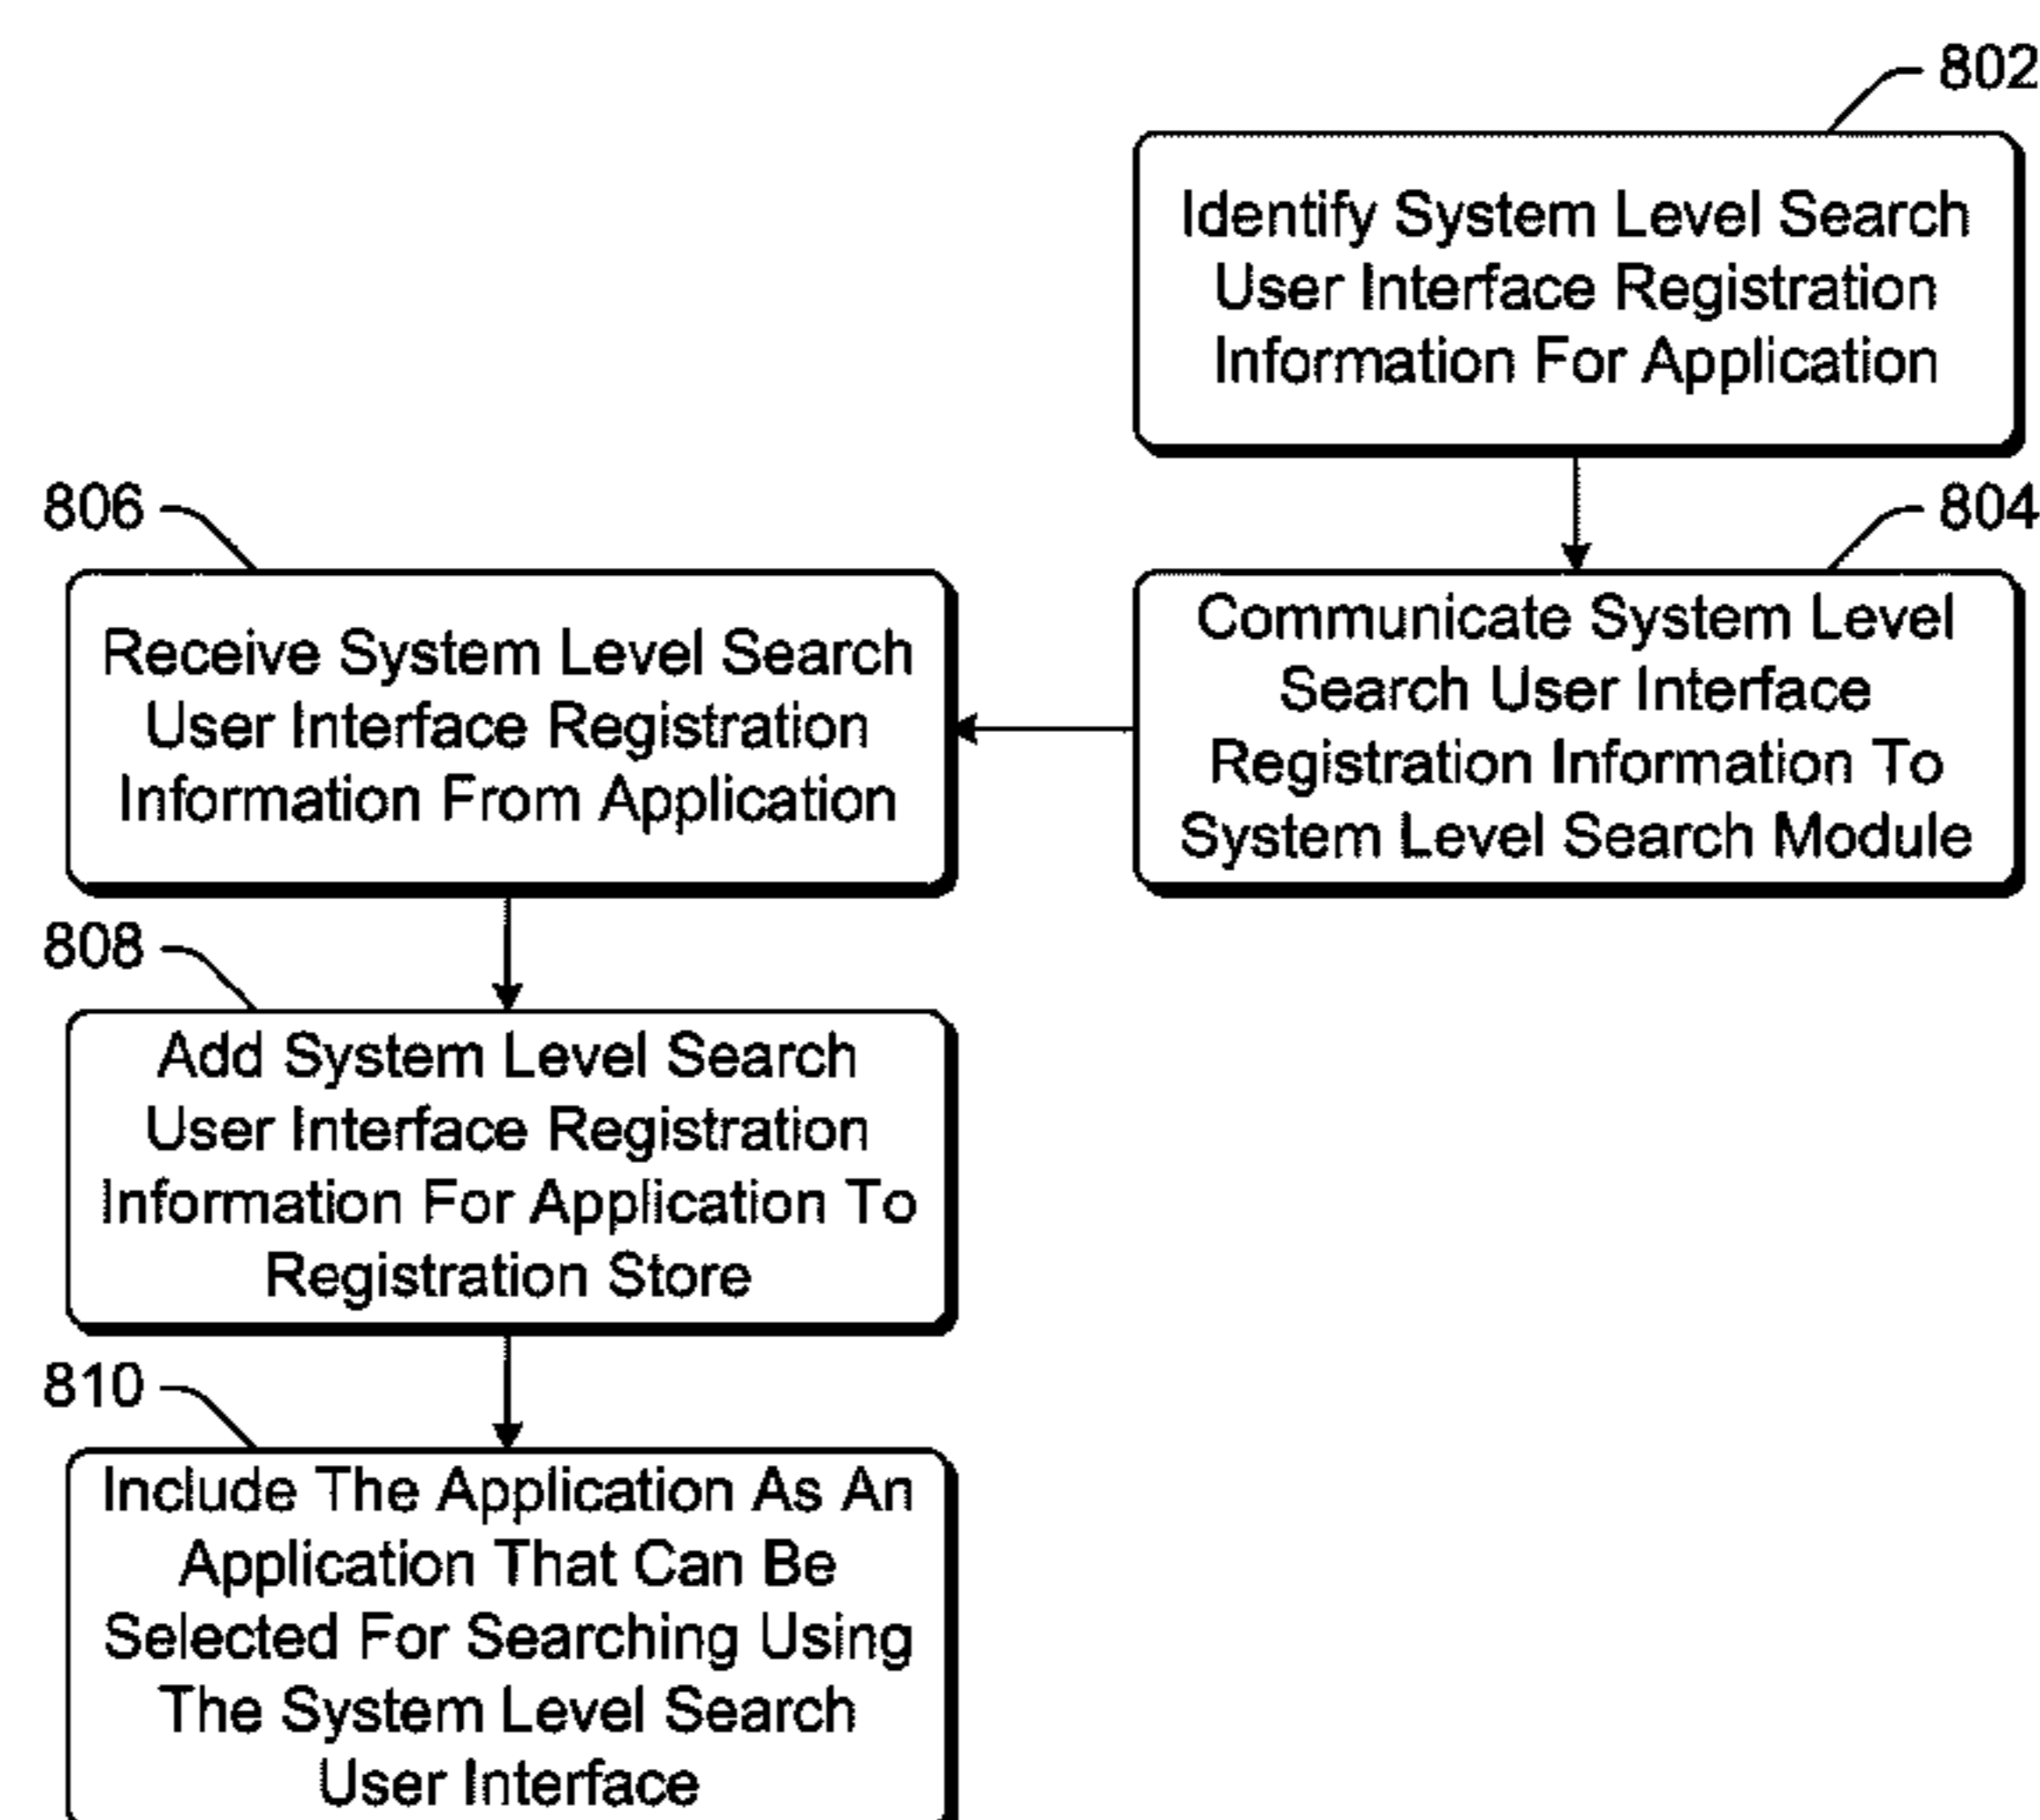 802
Identify System Level Search
User Interface Registration
Information For Application
804
Communicate System Level
Search User Interface
Registration Information To
System Level Search Module
806
Receive System Level Search
User Interface Registration
Information From Application
808
Add System Level Search
User Interface Registration
Information For Application To
Registration Store
810
Include The Application As An
Application That Can Be
Selected For Searching Using
The System Level Search
User Interface